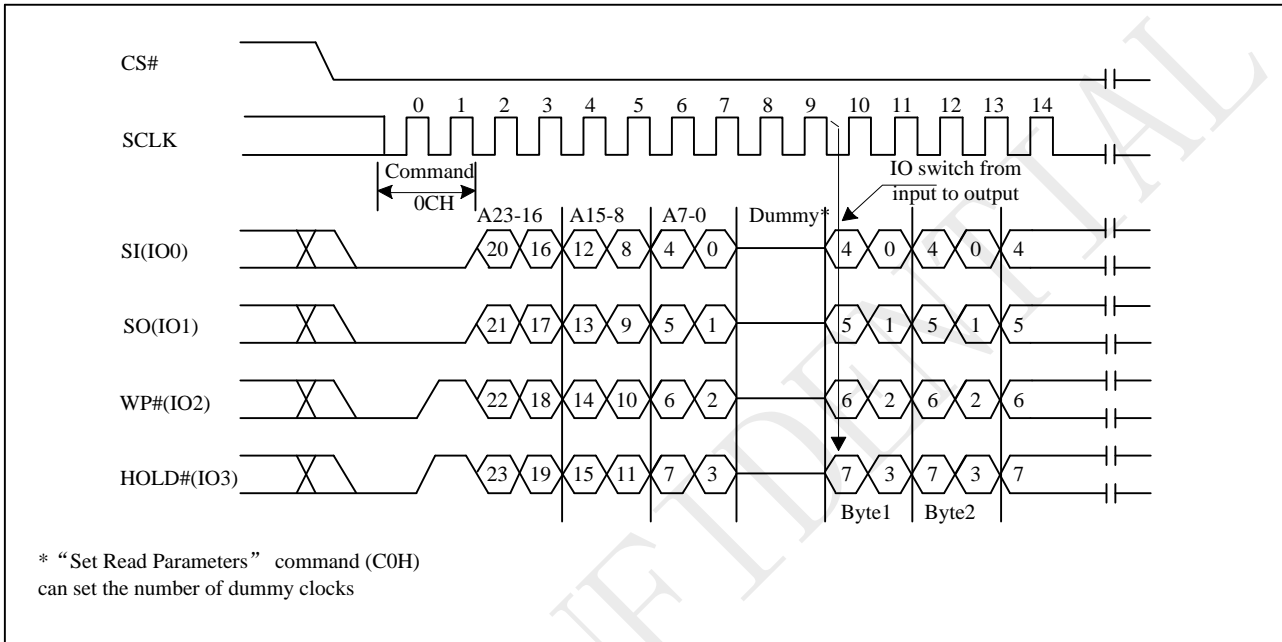 CS#
0 1 2 3 4 5 6 7 8 9 10 11 12 13 14
SCLK
Command
0CH
IO switch from
input to output
A23-16 A15-8 A7-0 Dummy*
SI(IO0) 20 16 12 8 4 0 4 0 4 0 4
SO(IO1) 21 17 13 9 5 1 5 1 5 1 5
WP#(IO2) 22 18 14 10 6 2 6 2 6 2 6
HOLD#(IO3) 23 19 15 11 7 3 7 3 7 3 7
Byte1 Byte2
* “Set Read Parameters” command (C0H)
can set the number of dummy clocks
FIDENTIAL